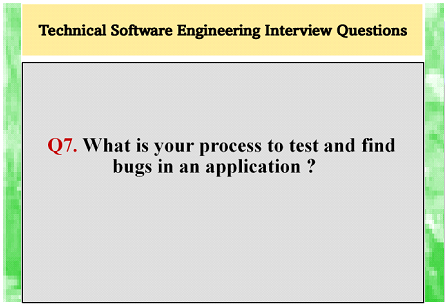 Technical Software Engineering Interview Questions
Q7. What is your process to test and find
bugs in an application ?